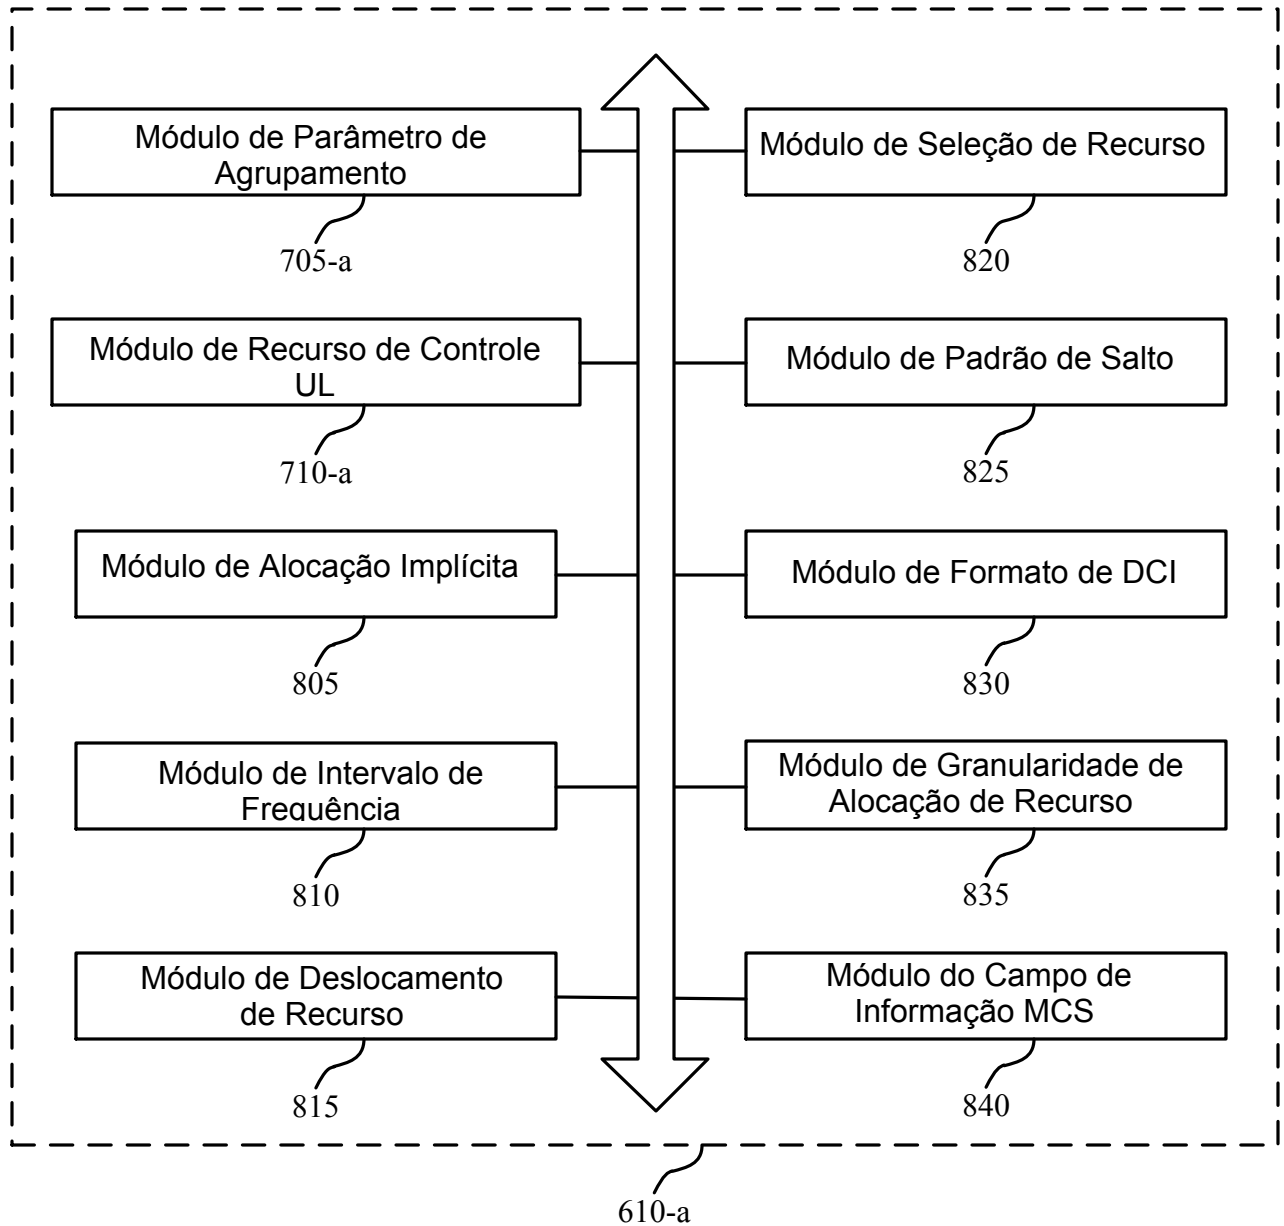 Módulo de Parâmetro de
Agrupamento
705-a
Módulo de Seleção de Recurso
820
Módulo de Recurso de Controle
UL
710-a
Módulo de Padrão de Salto
825
Módulo de Alocação Implícita
805
Módulo de Formato de DCI
830
Módulo de Intervalo de
Frequência
810
Módulo de Granularidade de
Alocação de Recurso
835
Módulo de Deslocamento
de Recurso
815
Módulo do Campo de
Informação MCS
840
610-a